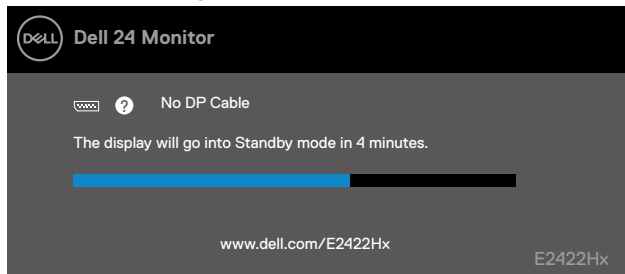 DELL Dell 24 Monitor
? No DP Cable
The display will go into Standby mode in 4 minutes.
www.dell.com/E2422Hx
E2422Hx